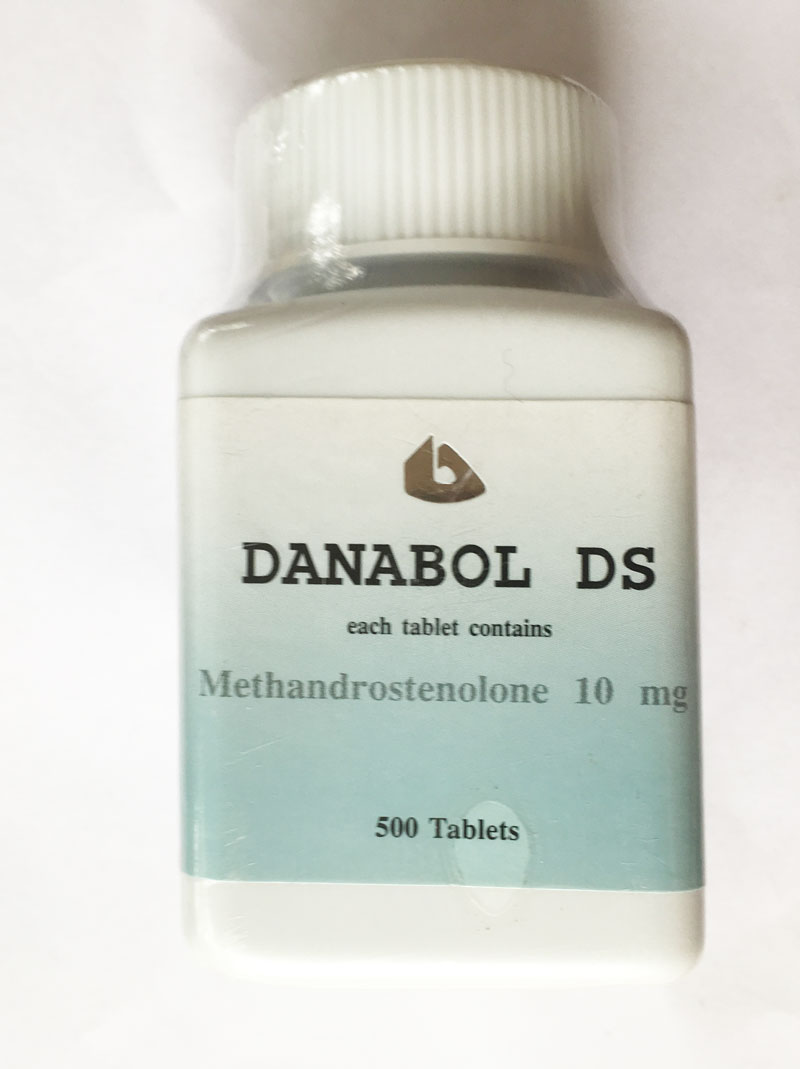 DANABOL DS
each tablet contains
Methandrostenolone 10 mg
500 Tablets